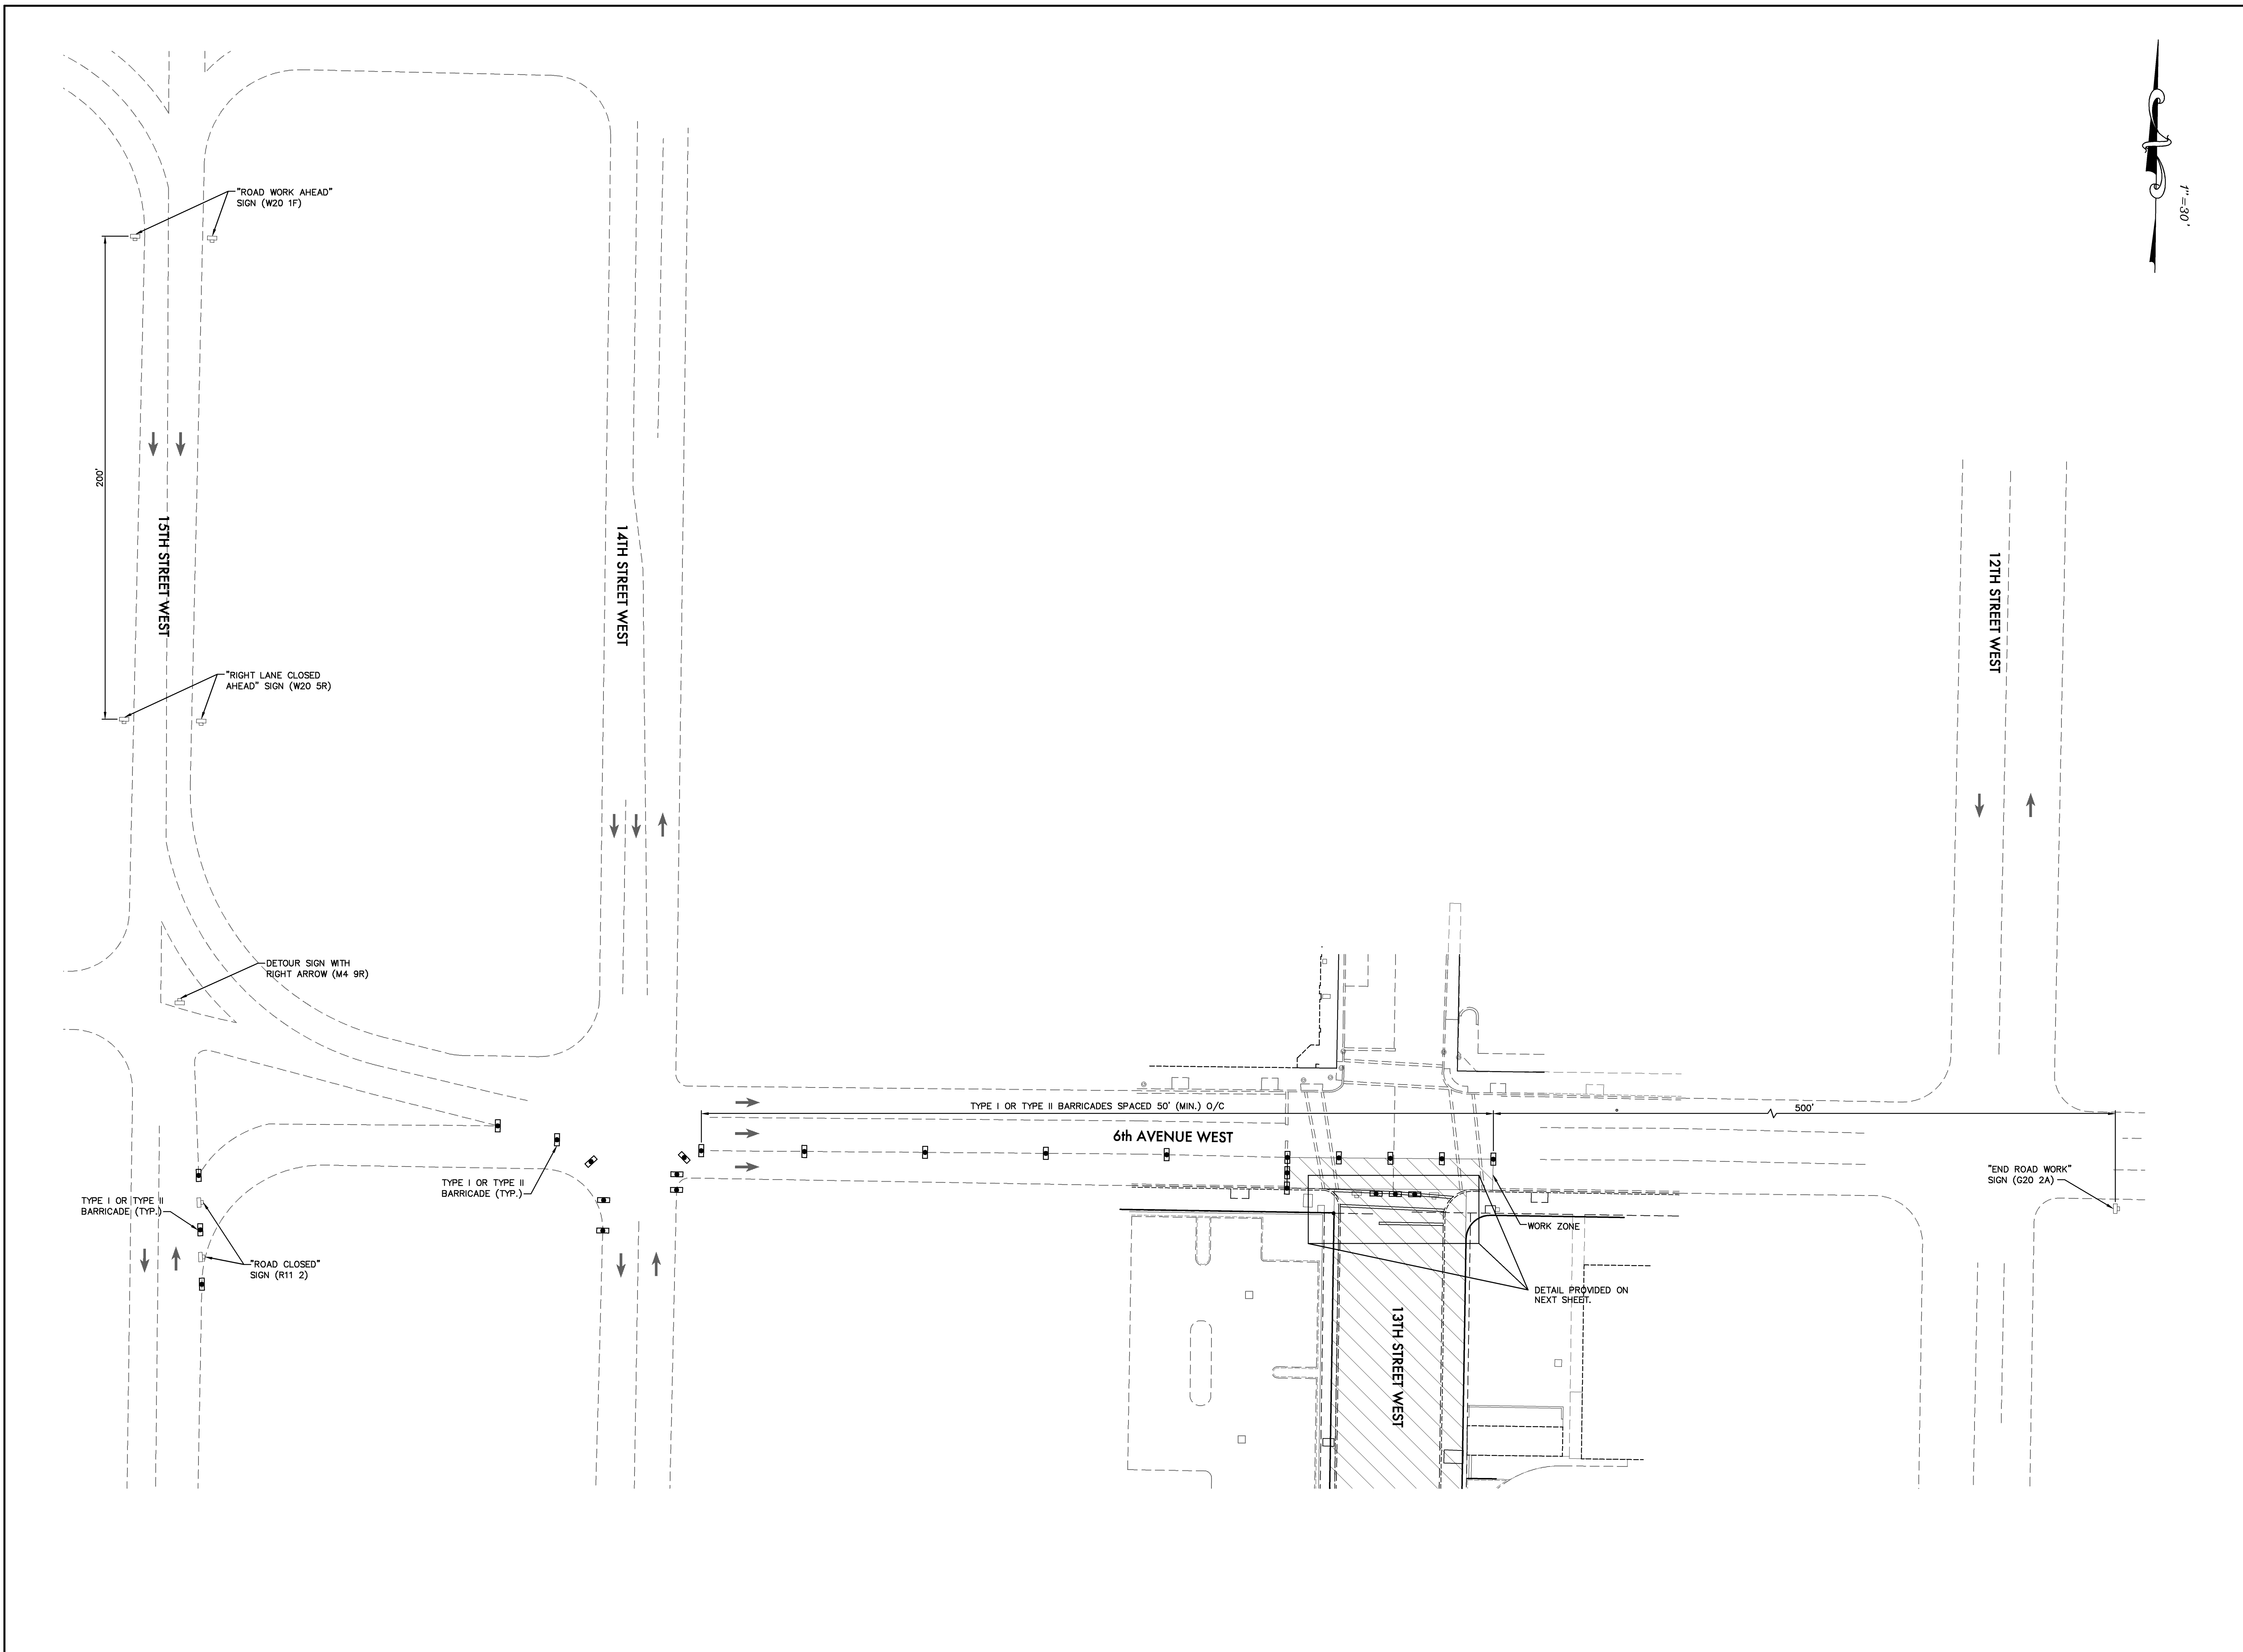 1"=30'
"ROAD WORK AHEAD"
SIGN (W20 1F)
200'
15TH STREET WEST
14TH STREET WEST
12TH STREET WEST
"RIGHT LANE CLOSED
AHEAD" SIGN (W20 5R)
DETOUR SIGN WITH
RIGHT ARROW (M4 9R)
TYPE I OR TYPE II BARRICADES SPACED 50' (MIN.) O/C
500'
6th AVENUE WEST
"END ROAD WORK"
SIGN (G20 2A)
TYPE I OR TYPE II
BARRICADE (TYP.)
TYPE I OR TYPE II
BARRICADE (TYP.)
WORK ZONE
"ROAD CLOSED"
SIGN (R11 2)
DETAIL PROVIDED ON
NEXT SHEET.
13TH STREET WEST